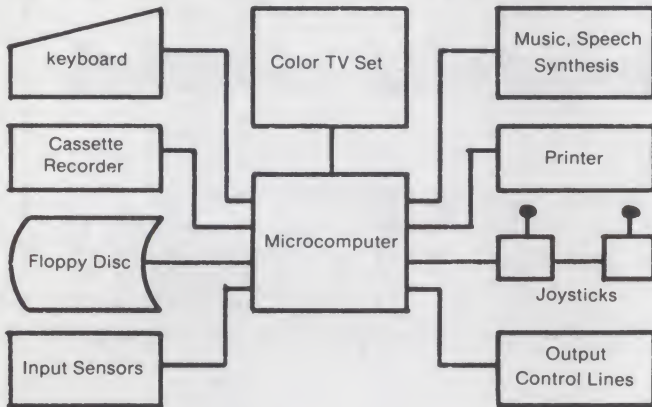 keyboard
Color TV Set
Music, Speech
Synthesis
Cassette
Recorder
Printer
Floppy Disc
Microcomputer
Joysticks
Input Sensors
Output
Control Lines